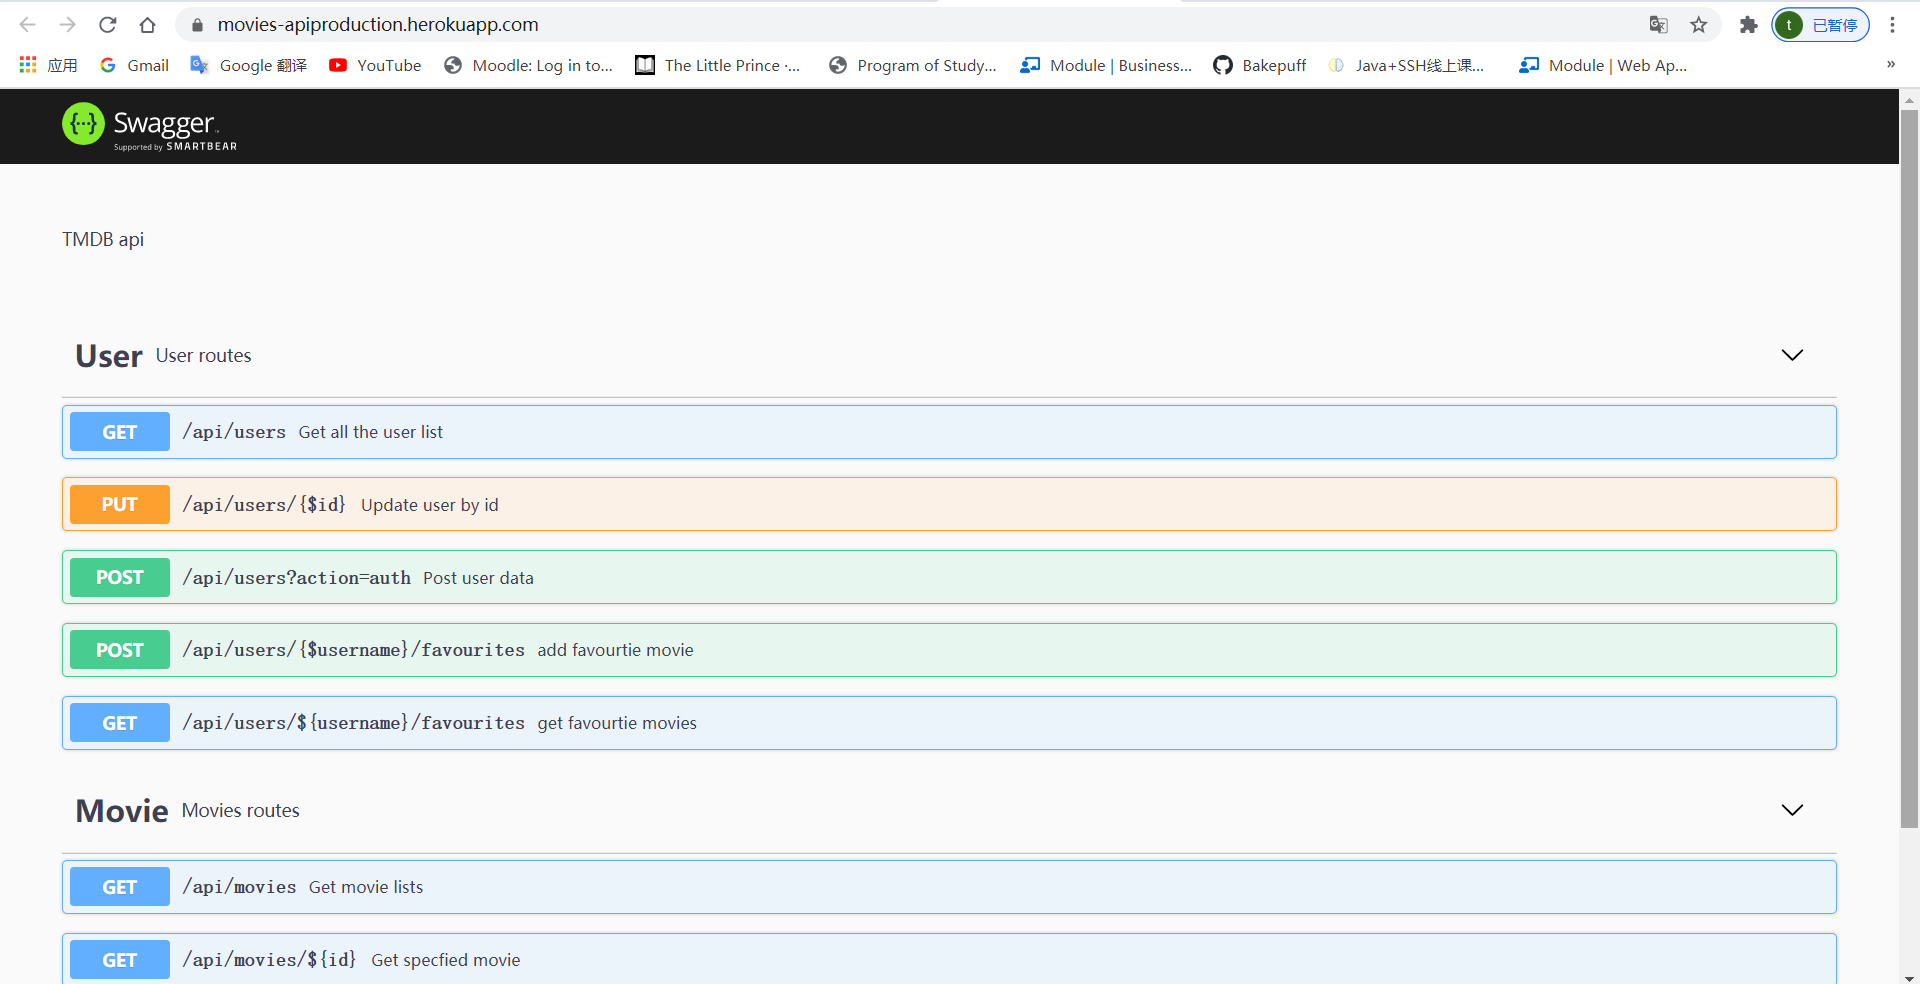 movies-apiproduction.herokuapp.com
t 已暂停
应用 Gmail Google 翻译 YouTube Moodle: Log in to... The Little Prince ·... Program of Study... Module | Business... Bakepuff Java+SSH线上课... Module | Web Ap... »
{···} Swagger
Supported by SMARTBEAR
TMDB api
User User routes
GET /api/users Get all the user list
PUT /api/users/{$id} Update user by id
POST /api/users?action=auth Post user data
POST /api/users/{$username}/favourites add favourtie movie
GET /api/users/${username}/favourites get favourtie movies
Movie Movies routes
GET /api/movies Get movie lists
GET /api/movies/${id} Get specfied movie